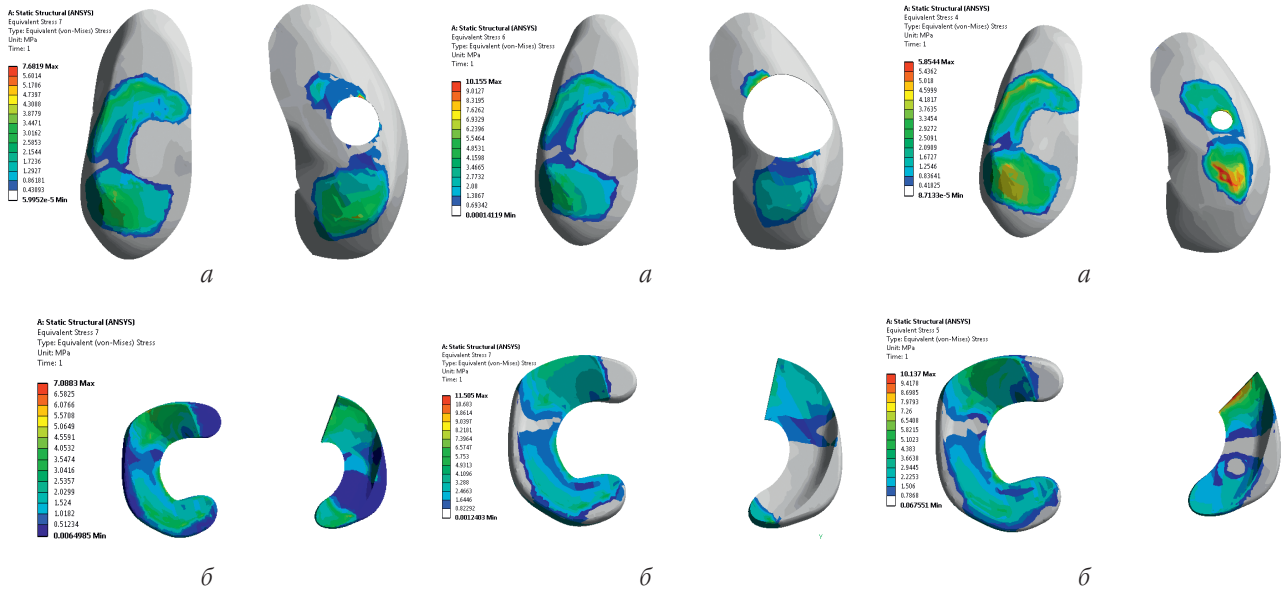 A: Static Structural (ANSYS)
Equivalent Stress 7
Type: Equivalent (von-Mises) Stress
Unit: MPa
Time: 1
7.6819 Max
5.6014
5.1706
4.7397
4.3088
3.8779
3.4471
3.0162
2.5853
2.1544
1.7236
1.2927
0.86181
0.43093
5.9952e-5 Min
A: Static Structural (ANSYS)
Equivalent Stress 6
Type: Equivalent (von-Mises) Stress
Unit: MPa
Time: 1
10.155 Max
9.0127
8.3195
7.6262
6.9329
6.2396
5.5464
4.8531
4.1598
3.4665
2.7732
2.08
1.3867
0.69342
0.00014119 Min
A: Static Structural (ANSYS)
Equivalent Stress 4
Type: Equivalent (von-Mises) Stress
Unit: MPa
Time: 1
5.8544 Max
5.4362
5.018
4.5999
4.1817
3.7635
3.3454
2.9272
2.5091
2.0909
1.6727
1.2546
0.83641
0.41825
8.7133e-5 Min
а
а
а
A: Static Structural (ANSYS)
Equivalent Stress 7
Type: Equivalent (von-Mises) Stress
Unit: MPa
Time: 1
7.0883 Max
6.5825
6.0766
5.5708
5.0649
4.5591
4.0532
3.5474
3.0416
2.5357
2.0299
1.524
1.0182
0.51234
0.0064985 Min
A: Static Structural (ANSYS)
Equivalent Stress 7
Type: Equivalent (von-Mises) Stress
Unit: MPa
Time: 1
11.505 Max
10.683
9.8614
9.0397
8.2181
7.3964
6.5747
5.753
4.9313
4.1096
3.288
2.4663
1.6446
0.82292
0.0012403 Min
Y
A: Static Structural (ANSYS)
Equivalent Stress 5
Type: Equivalent (von-Mises) Stress
Unit: MPa
Time: 1
10.137 Max
9.4178
8.6985
7.9793
7.26
6.5408
5.8215
5.1023
4.383
3.6638
2.9445
2.2253
1.506
0.7868
0.067551 Min
б
б
б